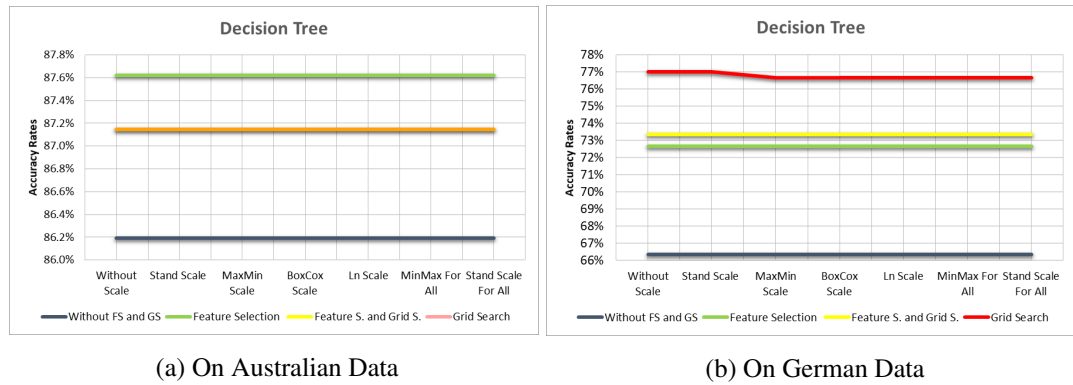 Decision Tree
Accuracy Rates
87.8%
87.6%
87.4%
87.2%
87.0%
86.8%
86.6%
86.4%
86.2%
86.0%
Without Scale
Stand Scale
MaxMin Scale
BoxCox Scale
Ln Scale
MinMax For All
Stand Scale For All
Without FS and GS
Feature Selection
Feature S. and Grid S.
Grid Search
(a) On Australian Data
Decision Tree
Accuracy Rates
78%
77%
76%
75%
74%
73%
72%
71%
70%
69%
68%
67%
66%
Without Scale
Stand Scale
MaxMin Scale
BoxCox Scale
Ln Scale
MinMax For All
Stand Scale For All
Without FS and GS
Feature Selection
Feature S. and Grid S.
Grid Search
(b) On German Data